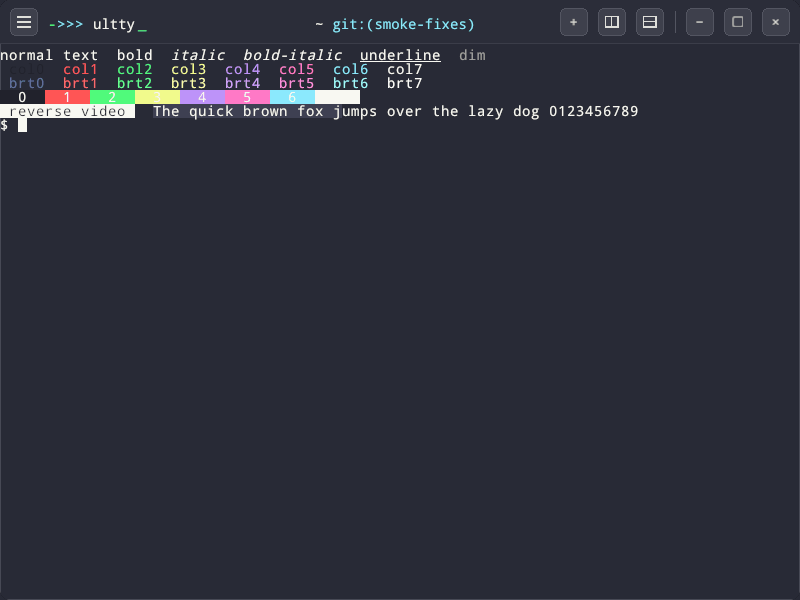 ->>> ultty_
~ git:(smoke-fixes)
normal text bold italic bold-italic underline dim
col1 col2 col3 col4 col5 col6 col7
brt0 brt1 brt2 brt3 brt4 brt5 brt6 brt7
0 1 2 3 4 5 6
reverse video The quick brown fox jumps over the lazy dog 0123456789
$